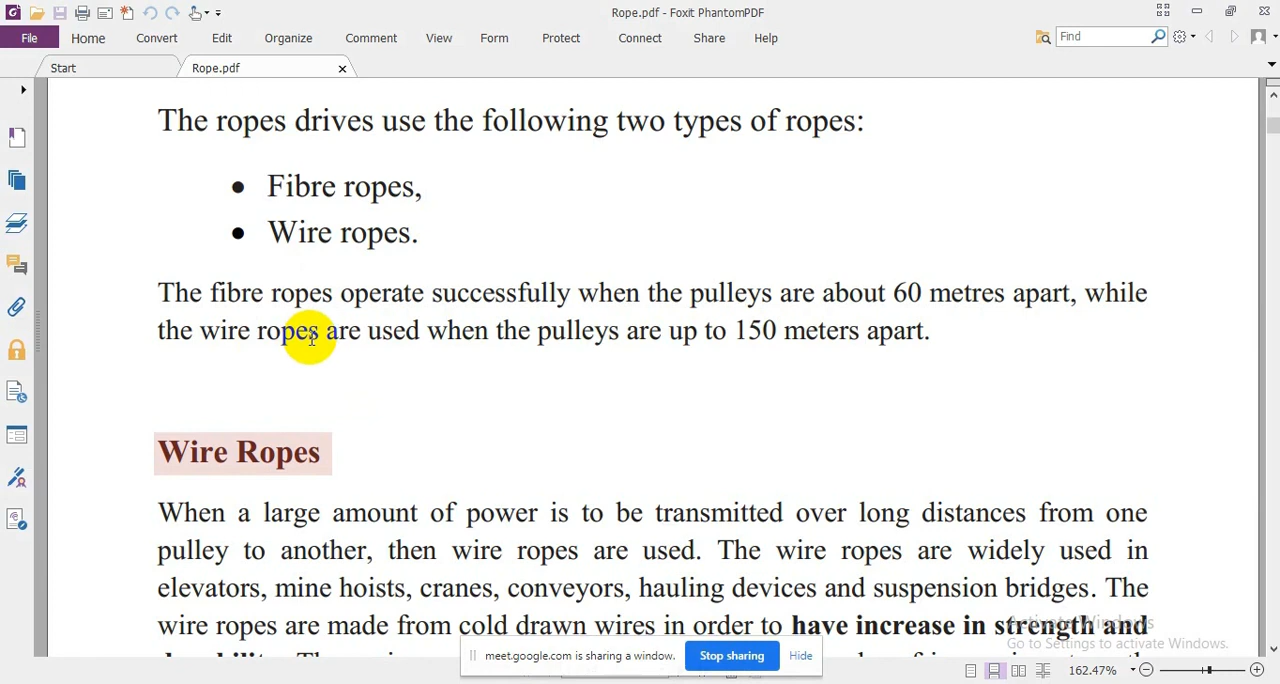 Rope.pdf - Foxit PhantomPDF
File Home Convert Edit Organize Comment View Form Protect Connect Share Help Find
Start Rope.pdf
The ropes drives use the following two types of ropes:
• Fibre ropes,
• Wire ropes.
The fibre ropes operate successfully when the pulleys are about 60 metres apart, while
the wire ropes are used when the pulleys are up to 150 meters apart.
Wire Ropes
When a large amount of power is to be transmitted over long distances from one
pulley to another, then wire ropes are used. The wire ropes are widely used in
elevators, mine hoists, cranes, conveyors, hauling devices and suspension bridges. The
wire ropes are made from cold drawn wires in order to have increase in strength and
Activate Windows
Go to Settings to activate Windows.
meet.google.com is sharing a window. Stop sharing Hide
162.47%